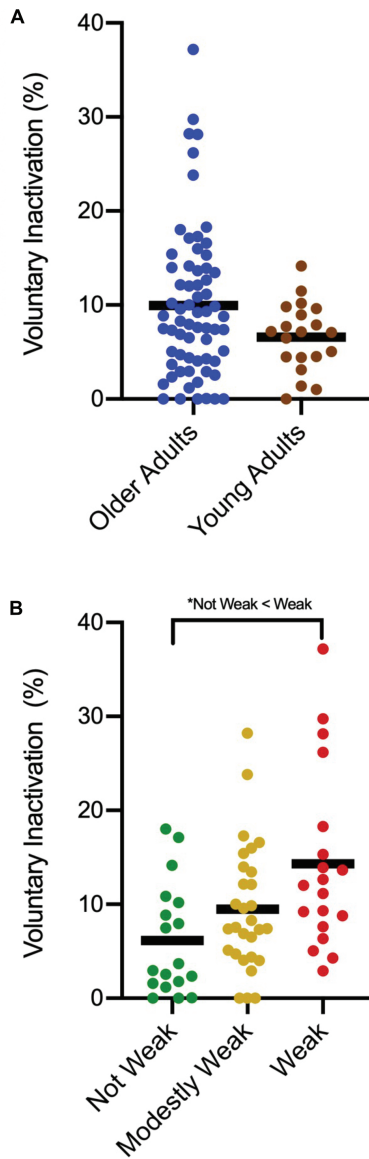 A
Voluntary Inactivation (%)
40
30
20
10
0
Older Adults
Young Adults
B
*Not Weak < Weak
Voluntary Inactivation (%)
40
30
20
10
0
Not Weak
Modestly Weak
Weak